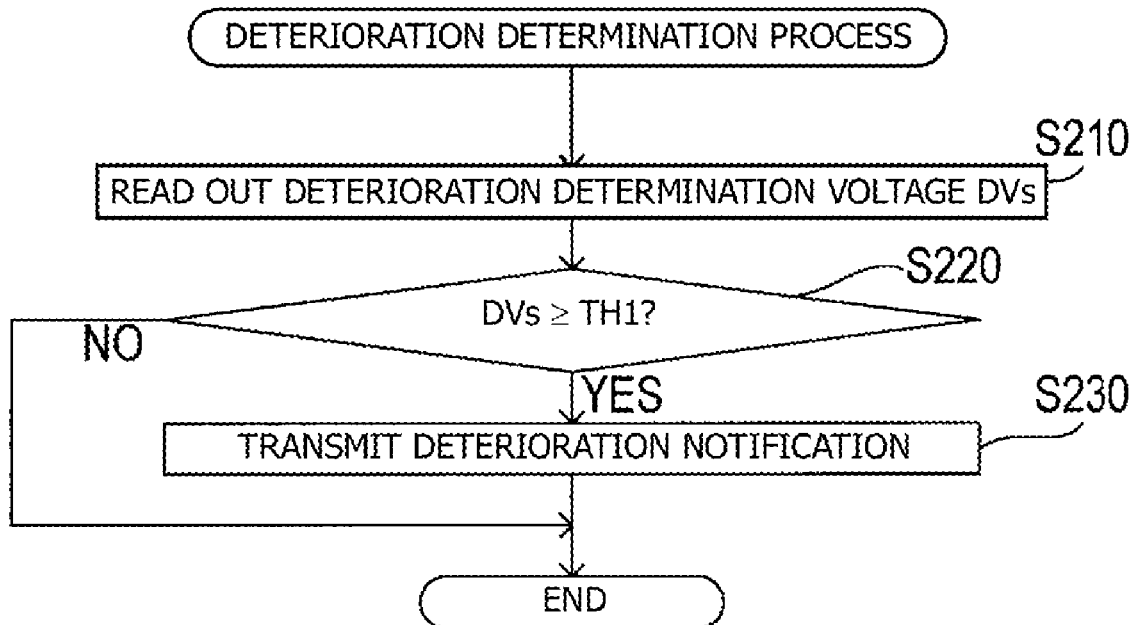 DETERIORATION DETERMINATION PROCESS
S210
READ OUT DETERIORATION DETERMINATION VOLTAGE DVs
S220
DVs ≥ TH1?
NO
YES
S230
TRANSMIT DETERIORATION NOTIFICATION
END